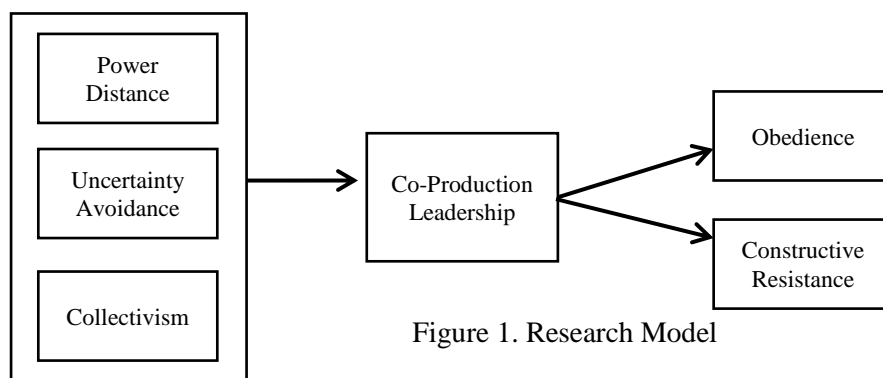 Power
Distance
Uncertainty
Avoidance
Collectivism
Co-Production
Leadership
Obedience
Constructive
Resistance
Figure 1. Research Model